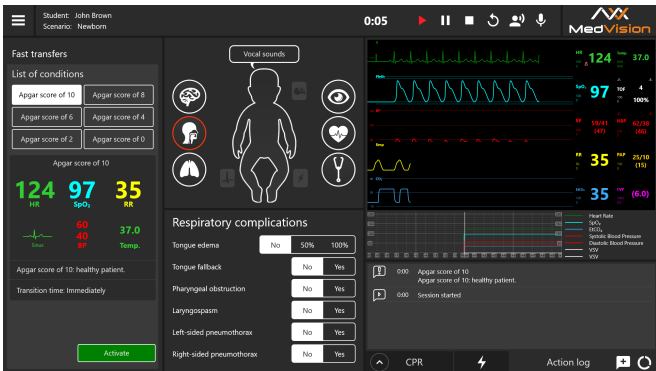 Student: John Brown
Scenario: Newborn
0:05
MedVision
Fast transfers
List of conditions
Apgar score of 10
Apgar score of 8
Apgar score of 6
Apgar score of 4
Apgar score of 2
Apgar score of 0
Apgar score of 10
124
97
35
HR
SpO₂
RR
Sinus
60
40
BP
37.0
Temp.
Apgar score of 10: healthy patient.
Transition time: Immediately
Activate
Vocal sounds
Respiratory complications
Tongue edema
No
50%
100%
Tongue fallback
No
Yes
Pharyngeal obstruction
No
Yes
Laryngospasm
No
Yes
Left-sided pneumothorax
No
Yes
Right-sided pneumothorax
No
Yes
II
Pleth
Resp
CO₂
HR
124
Temp
37.0
SpO₂
97
TOF
4
100%
59/41
(47)
NBP
62/38
(46)
RR
35
PAP
25/10
(15)
35
(6.0)
Heart Rate
SpO₂
EtCO₂
Systolic Blood Pressure
Diastolic Blood Pressure
VSV
VSV
0:00
Apgar score of 10
Apgar score of 10: healthy patient.
0:00
Session started
CPR
Action log